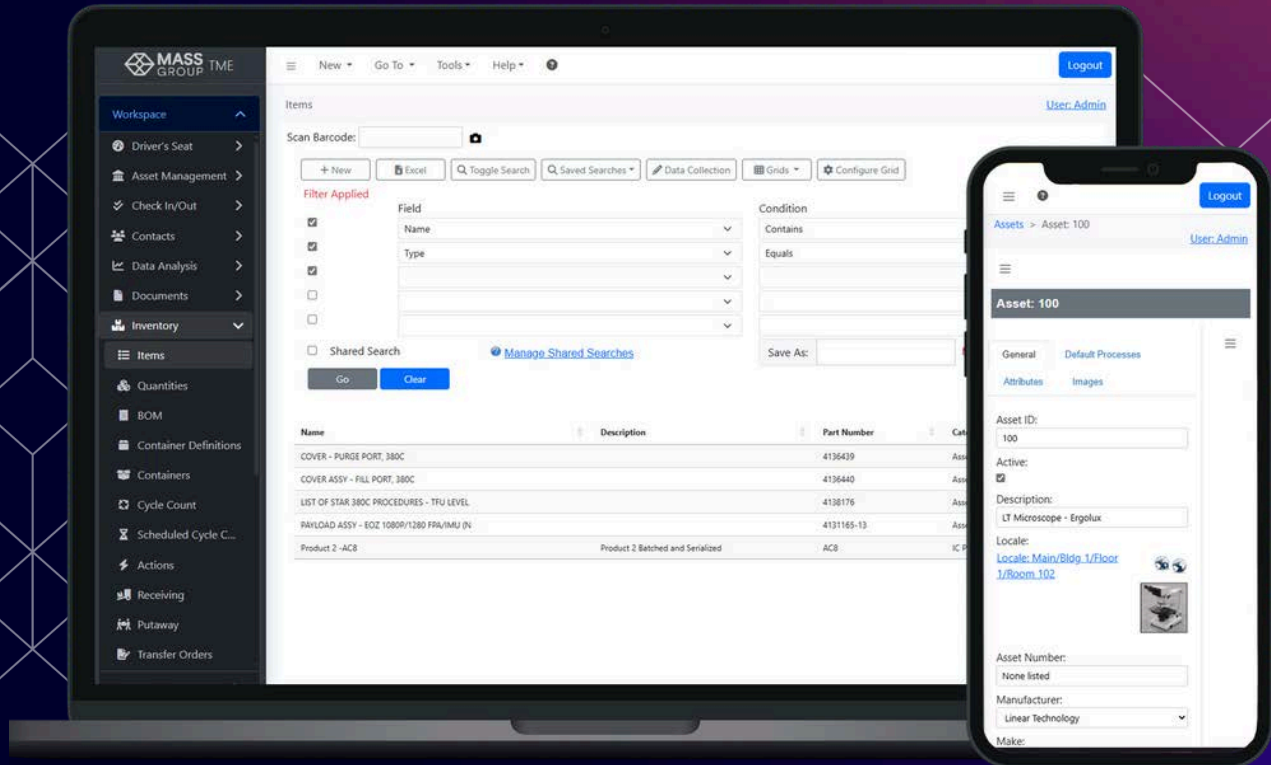 MASS
GROUP TME
New Go To Tools Help
Logout
Workspace
Driver's Seat
Asset Management
Check In/Out
Contacts
Data Analysis
Documents
Inventory
Items
Quantities
BOM
Container Definitions
Containers
Cycle Count
Scheduled Cycle C...
Actions
Receiving
Putaway
Transfer Orders
Items
User: Admin
Scan Barcode:
+ New Excel Toggle Search Saved Searches Data Collection Grids Configure Grid
Filter Applied
Field Condition
Name Contains
Type Equals
Shared Search Manage Shared Searches Save As:
Go Clear
Name Description Part Number
COVER - PURGE PORT, 380C 4136439
COVER ASSY - FILL PORT, 380C 4136440
LIST OF STAR 380C PROCEDURES - TFU LEVEL 4138176
PAYLOAD ASSY - EOZ 1080P/1280 FPA/IMU (N 4131165-13
Product 2 -AC8 Product 2 Batched and Serialized AC8 IC P
Logout
Assets > Asset: 100
User: Admin
Asset: 100
General Default Processes
Attributes Images
Asset ID:
100
Active:
Description:
LT Microscope - Ergolux
Locale:
Locale: Main/Bldg 1/Floor
1/Room 102
Asset Number:
None listed
Manufacturer:
Linear Technology
Make: